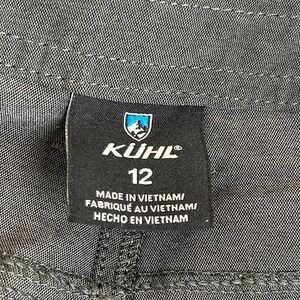 KÜHL®
12
MADE IN VIETNAM/
FABRIQUÉ AU VIETNAM/
HECHO EN VIETNAM